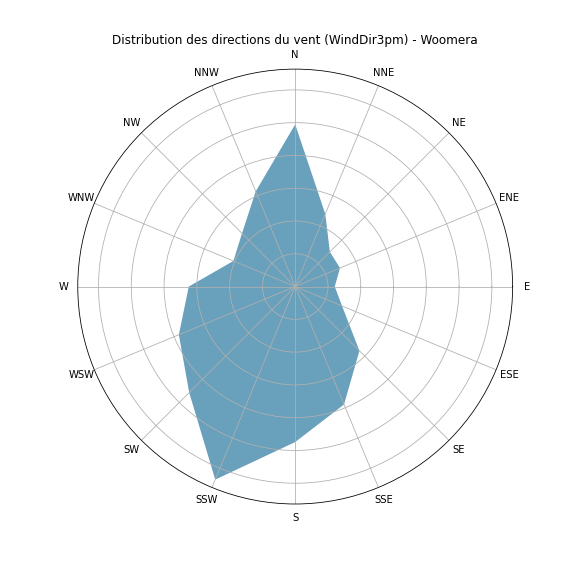 Distribution des directions du vent (WindDir3pm) - Woomera
N
NNW
NNE
NW
NE
WNW
ENE
W
E
WSW
ESE
SW
SE
SSW
SSE
S